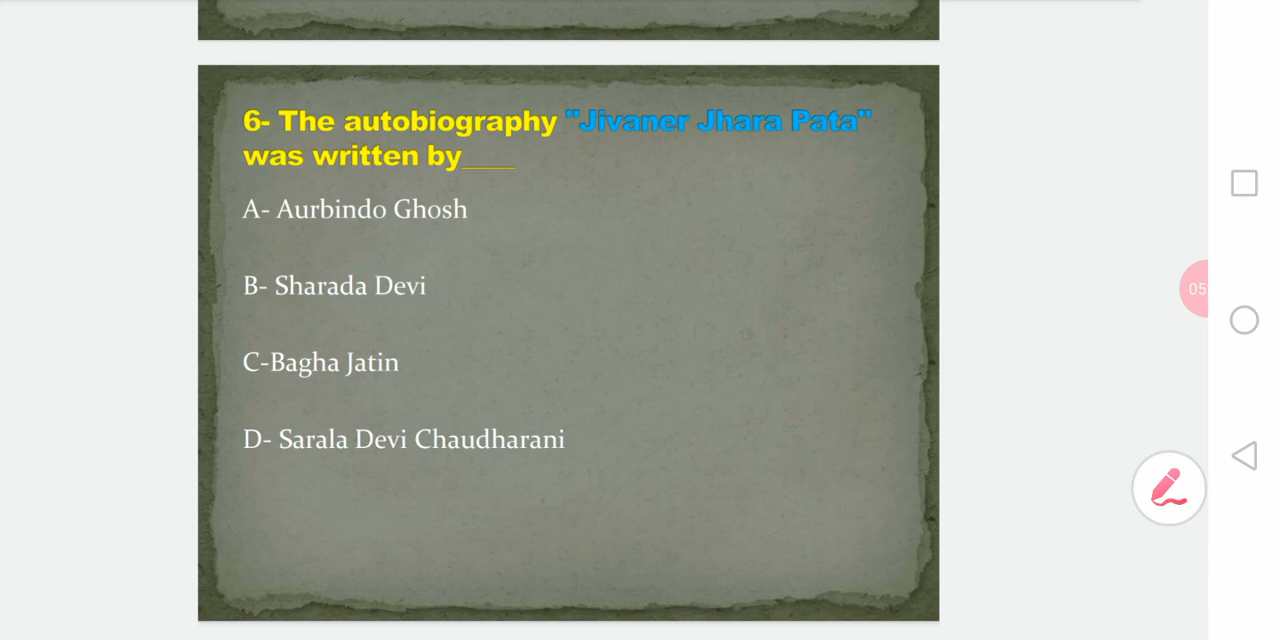 6- The autobiography "Jivaner Jhara Pata"
was written by____
A- Aurbindo Ghosh
B- Sharada Devi
C-Bagha Jatin
D- Sarala Devi Chaudharani
05